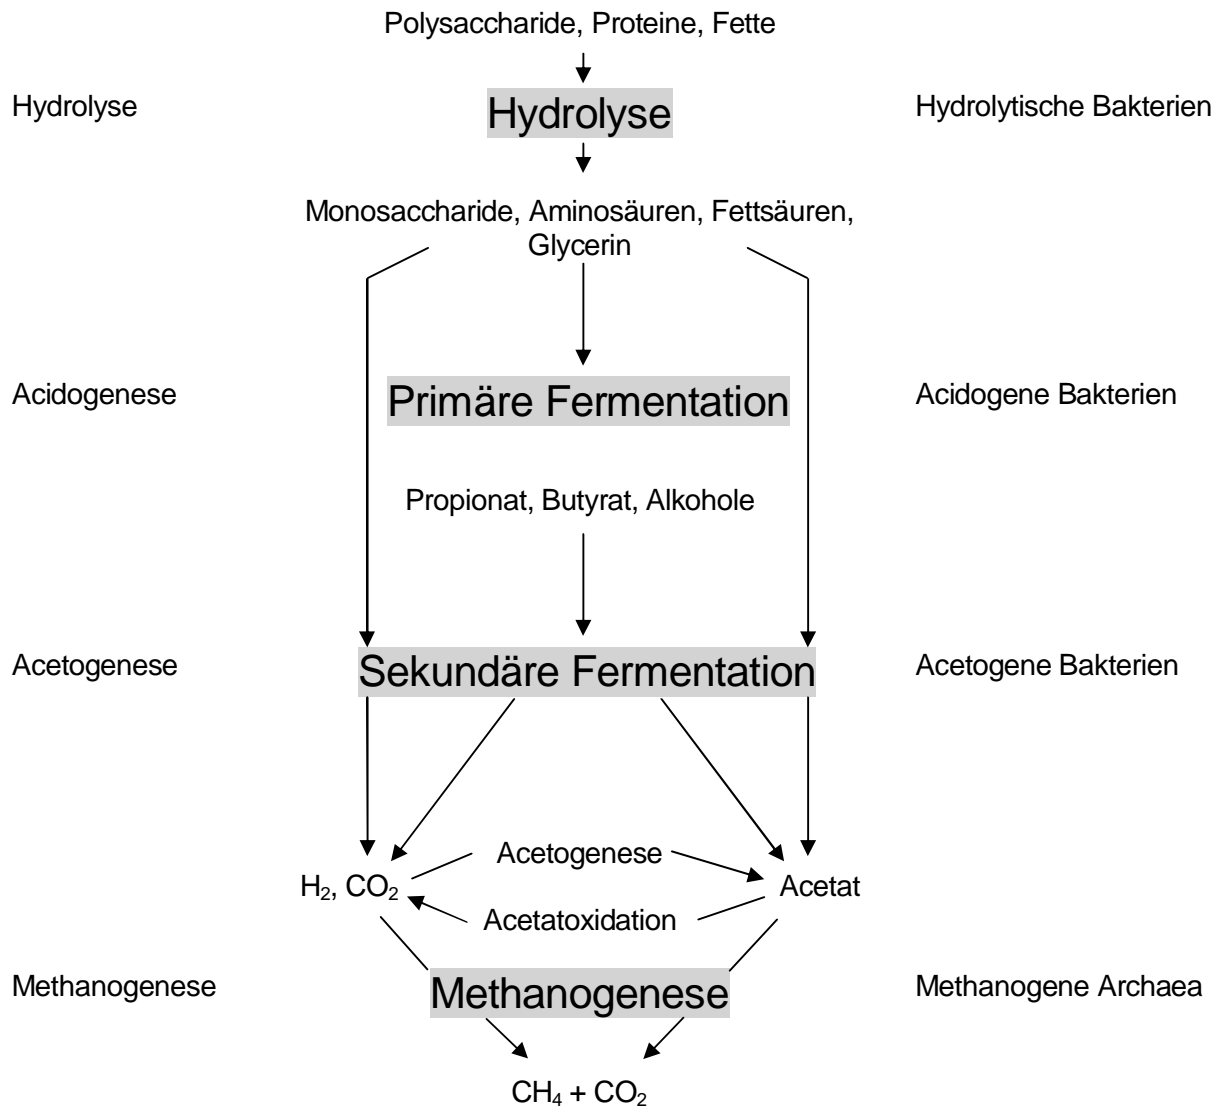 Polysaccharide, Proteine, Fette
Hydrolyse
Hydrolyse
Hydrolytische Bakterien
Monosaccharide, Aminosäuren, Fettsäuren,
Glycerin
Acidogenese
Primäre Fermentation
Acidogene Bakterien
Propionat, Butyrat, Alkohole
Acetogenese
Sekundäre Fermentation
Acetogene Bakterien
Acetogenese
H₂, CO₂
Acetat
Acetatoxidation
Methanogenese
Methanogenese
Methanogene Archaea
CH₄ + CO₂